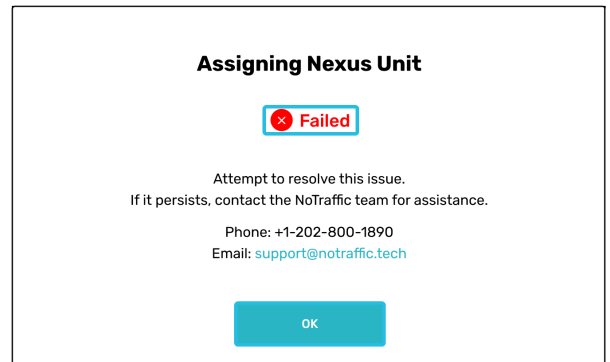 Assigning Nexus Unit
Failed
Attempt to resolve this issue.
If it persists, contact the NoTraffic team for assistance.
Phone: +1-202-800-1890
Email: support@notraffic.tech
OK